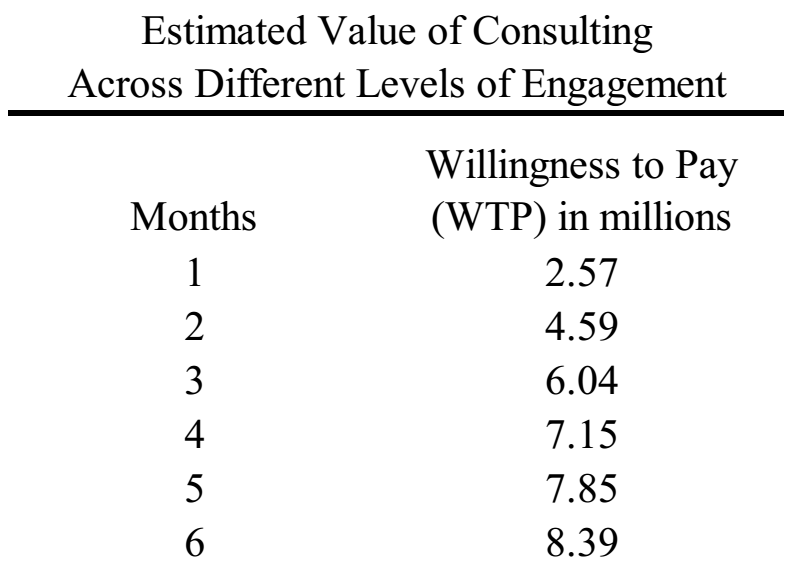 Estimated Value of Consulting
Across Different Levels of Engagement
Willingness to Pay
Months (WTP) in millions
1 2.57
2 4.59
3 6.04
4 7.15
5 7.85
6 8.39